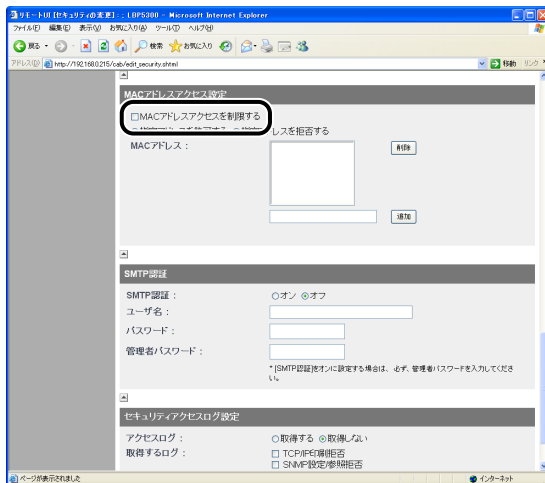 リモートUI [セキュリティの変更] : ; LBP5300 - Microsoft Internet Explorer
ファイル(F) 編集(E) 表示(V) お気に入り(A) ツール(T) ヘルプ(H)
戻る 検索 お気に入り
アドレス(D) http://192.168.0.215/cab/edit_security.shtml 移動 リンク
MACアドレスアクセス設定
MACアドレスアクセスを制限する
レスを拒否する
MACアドレス : 削除
追加
SMTP認証
SMTP認証 : オン オフ
ユーザ名 :
パスワード :
管理者パスワード :
* [SMTP認証]をオンに設定する場合は、必ず、管理者パスワードを入力してくださ
い。
セキュリティアクセスログ設定
アクセスログ : 取得する 取得しない
取得するログ : TCP/IP印刷拒否
SNMP設定/参照拒否
ページが表示されました インターネット